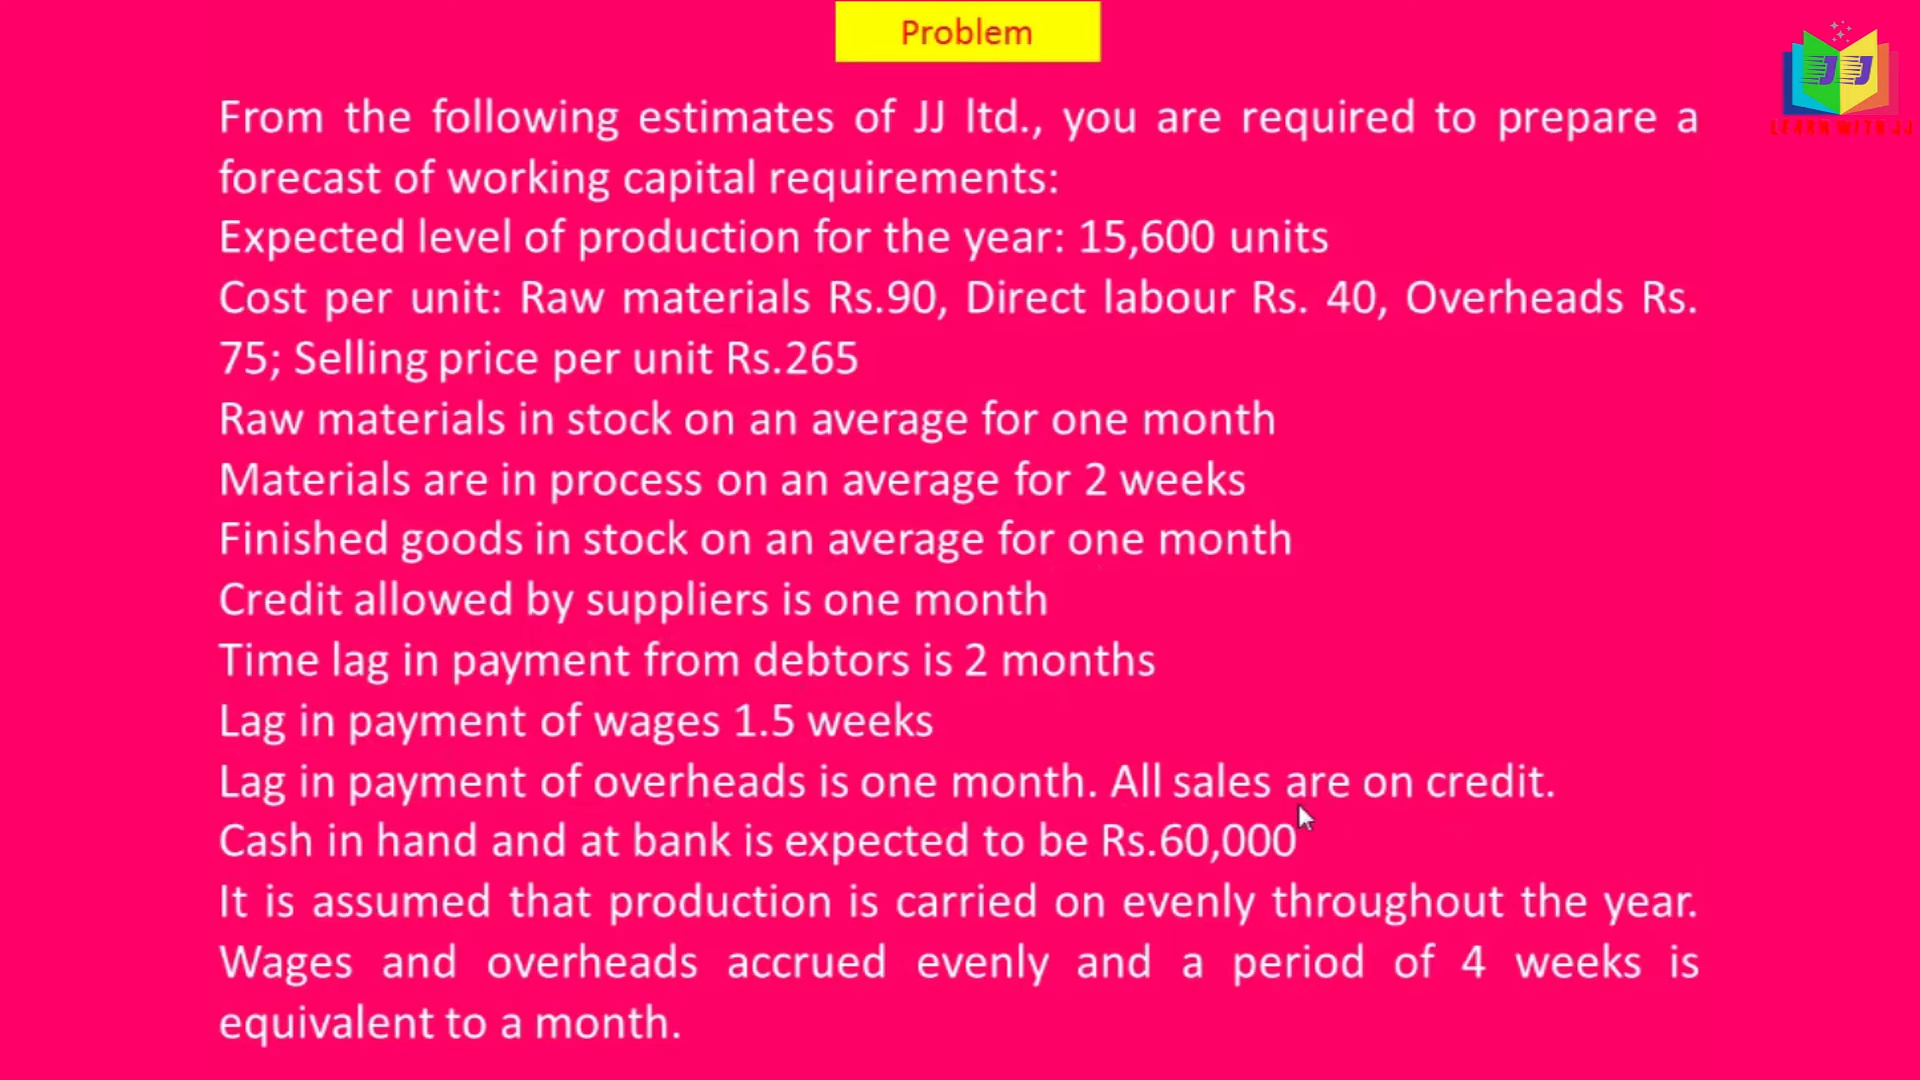 Problem
From the following estimates of JJ ltd., you are required to prepare a
forecast of working capital requirements:
Expected level of production for the year: 15,600 units
Cost per unit: Raw materials Rs.90, Direct labour Rs. 40, Overheads Rs.
75; Selling price per unit Rs.265
Raw materials in stock on an average for one month
Materials are in process on an average for 2 weeks
Finished goods in stock on an average for one month
Credit allowed by suppliers is one month
Time lag in payment from debtors is 2 months
Lag in payment of wages 1.5 weeks
Lag in payment of overheads is one month. All sales are on credit.
Cash in hand and at bank is expected to be Rs.60,000
It is assumed that production is carried on evenly throughout the year.
Wages and overheads accrued evenly and a period of 4 weeks is
equivalent to a month.
JJ
LEARN WITH JJ